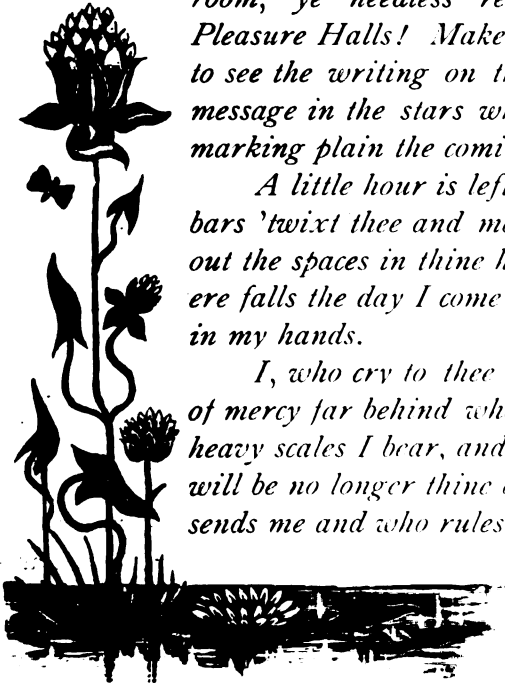 room, ye needless re
Pleasure Halls! Make
to see the writing on t
message in the stars w
marking plain the comi
A little hour is left
bars 'twixt thee and m
out the spaces in thine h
ere falls the day I come
in my hands.
I, who cry to thee
of mercy far behind wh
heavy scales I bear, and
will be no longer thine
sends me and who rules